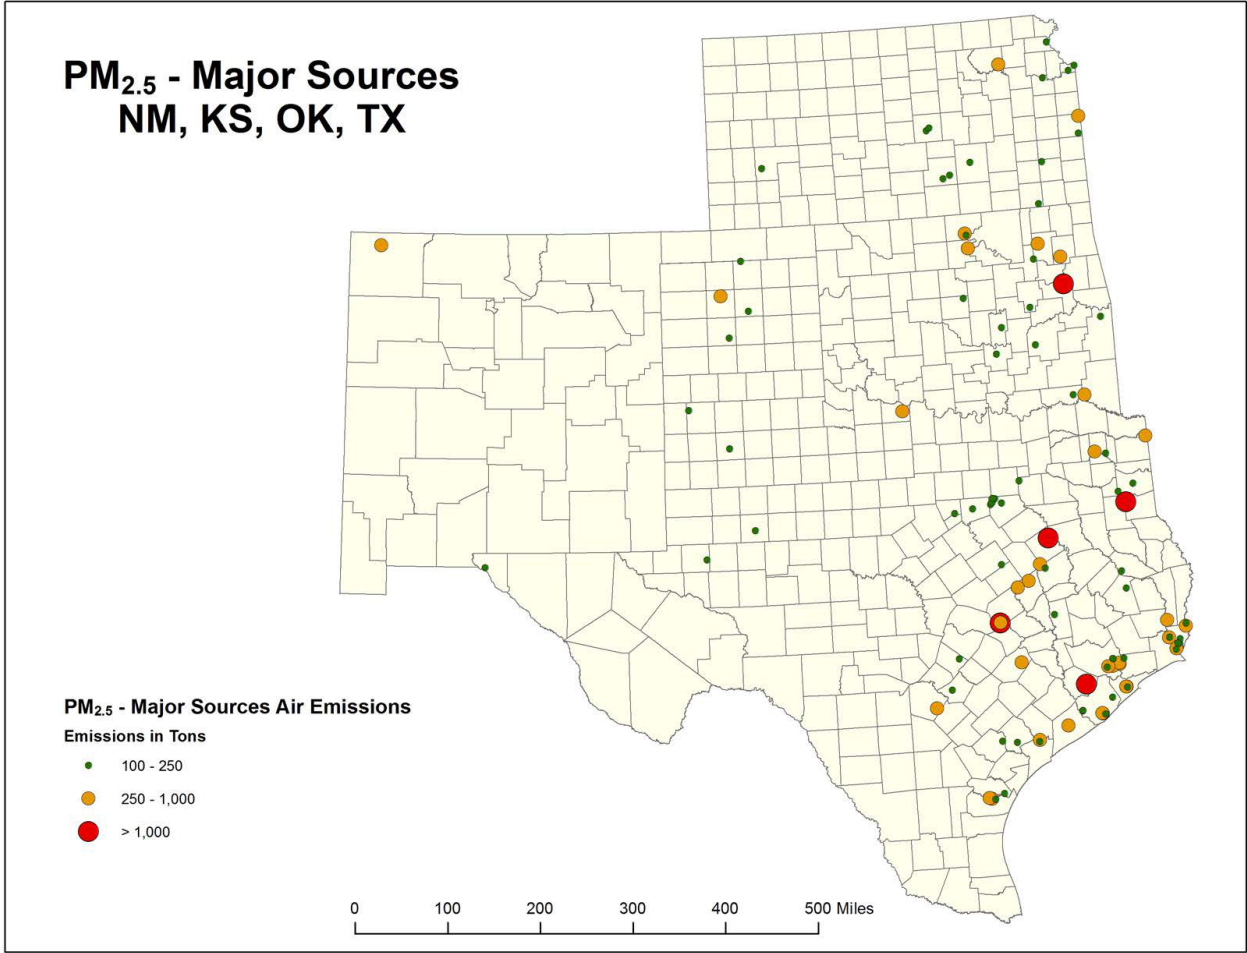 PM2.5 - Major Sources
NM, KS, OK, TX
PM2.5 - Major Sources Air Emissions
Emissions in Tons
100 - 250
250 - 1,000
> 1,000
0 100 200 300 400 500 Miles